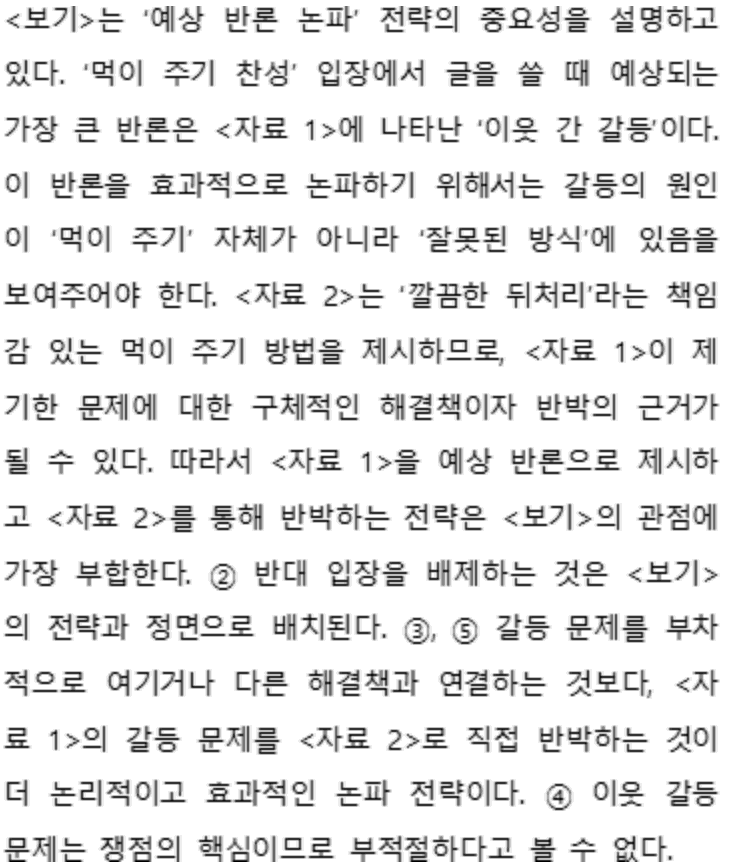 <보기>는 ‘예상 반론 논파’ 전략의 중요성을 설명하고
있다. ‘먹이 주기 찬성’ 입장에서 글을 쓸 때 예상되는
가장 큰 반론은 <자료 1>에 나타난 ‘이웃 간 갈등’이다.
이 반론을 효과적으로 논파하기 위해서는 갈등의 원인
이 ‘먹이 주기’ 자체가 아니라 ‘잘못된 방식’에 있음을
보여주어야 한다. <자료 2>는 ‘깔끔한 뒤처리’라는 책임
감 있는 먹이 주기 방법을 제시하므로, <자료 1>이 제
기한 문제에 대한 구체적인 해결책이자 반박의 근거가
될 수 있다. 따라서 <자료 1>을 예상 반론으로 제시하
고 <자료 2>를 통해 반박하는 전략은 <보기>의 관점에
가장 부합한다. ② 반대 입장을 배제하는 것은 <보기>
의 전략과 정면으로 배치된다. ③, ⑤ 갈등 문제를 부차
적으로 여기거나 다른 해결책과 연결하는 것보다, <자
료 1>의 갈등 문제를 <자료 2>로 직접 반박하는 것이
더 논리적이고 효과적인 논파 전략이다. ④ 이웃 갈등
문제는 쟁점의 핵심이므로 부적절하다고 볼 수 없다.